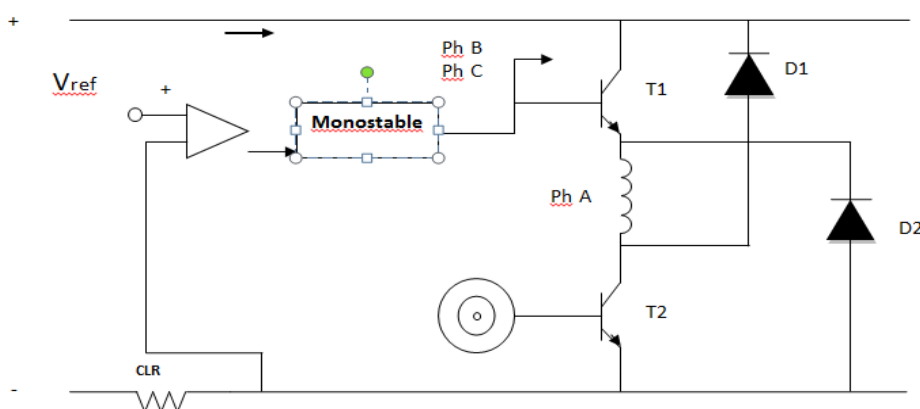 +
Ph B
Ph C
D1
Vref
+
T1
Monostable
Ph A
D2
T2
CLR
-